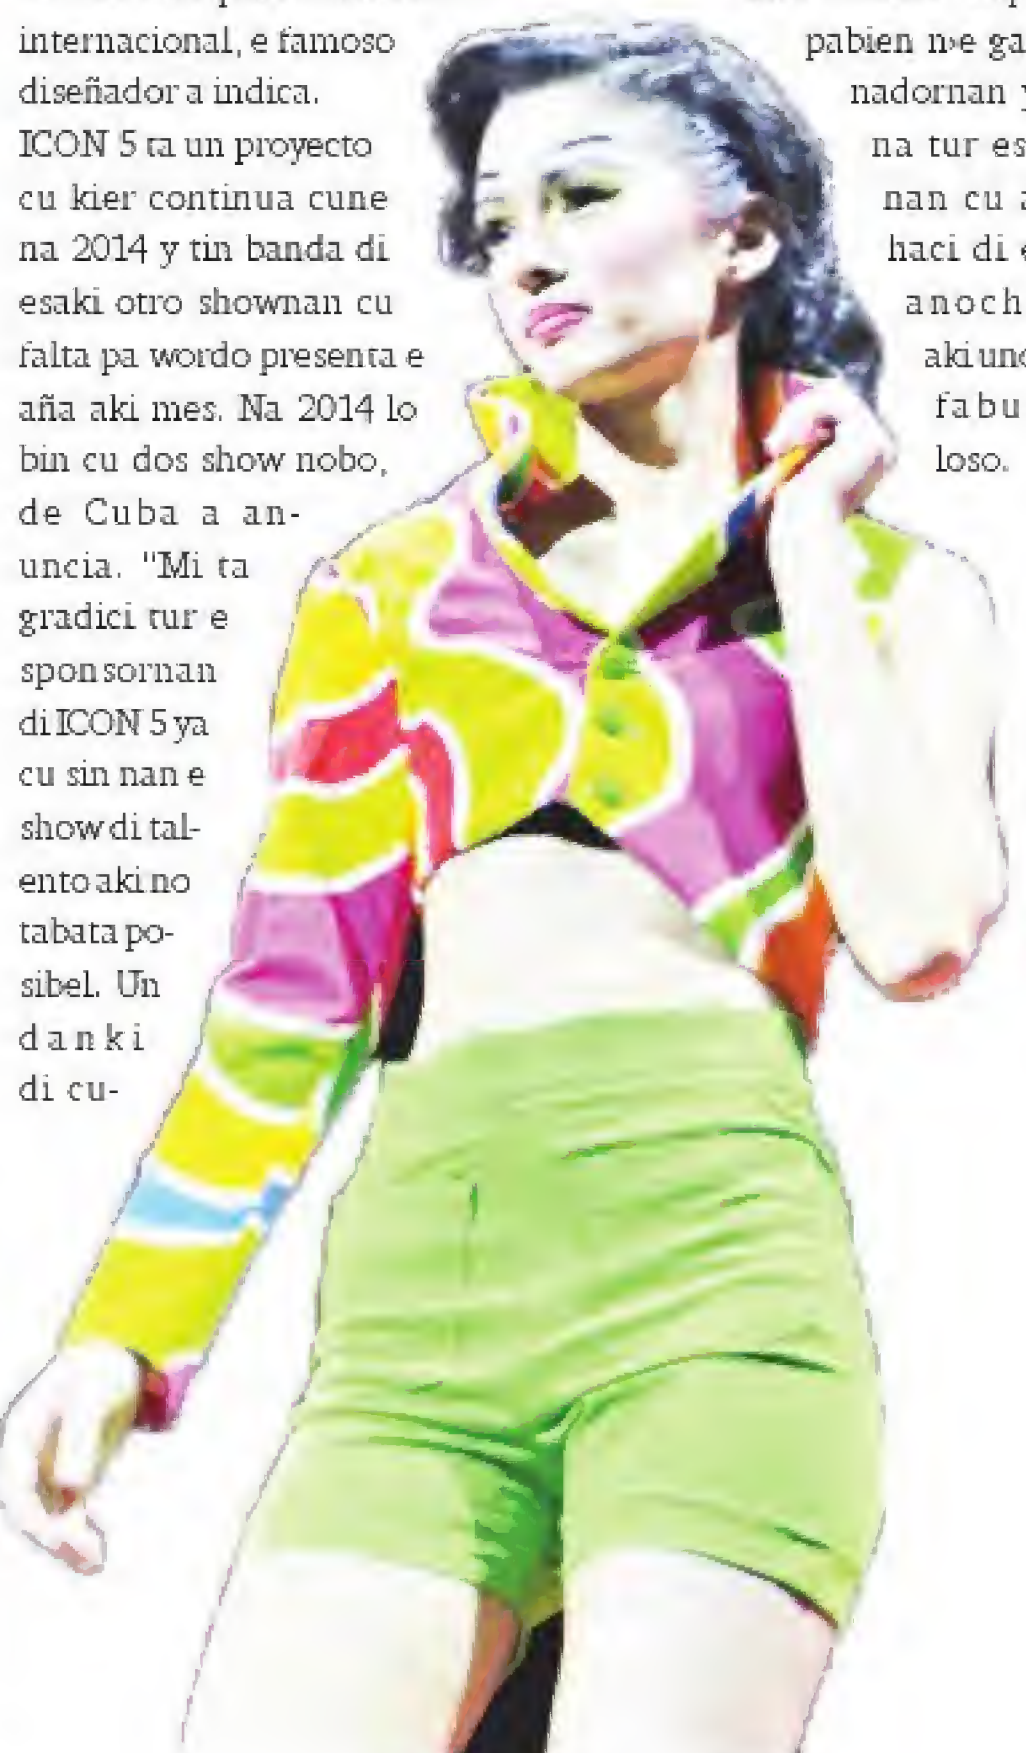 internacional, e famoso
diseñador a indica.
ICON 5 ta un proyecto
cu kier continua cune
na 2014 y tin banda di
esaki otro shownan cu
falta pa wordo presenta e
aña aki mes. Na 2014 lo
bin cu dos show nobo,
de Cuba a an-
uncia. "Mi ta
gradici tur e
sponsornan
di ICON 5 ya
cu sin nan e
show di tal-
ento aki no
tabata po-
sibel. Un
danki
di cu-
pabien
nadornan y
na tur es
nan cu a
haci di e
anoch
aki uno
fabu
loso.